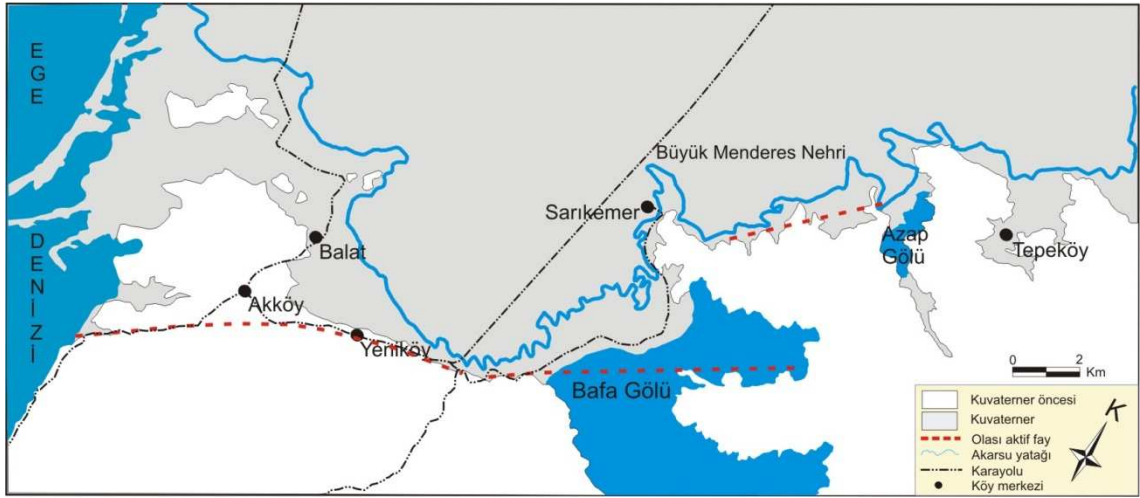 EGE
DENİZİ
Büyük Menderes Nehri
Sarıkemer
Balat
Azap
Gölü
Tepeköy
Akköy
Yeniköy
Bafa Gölü
0 2
Km
Kuvaterner öncesi
Kuvaterner
Olası aktif fay
Akarsu yatağı
Karayolu
Köy merkezi
K